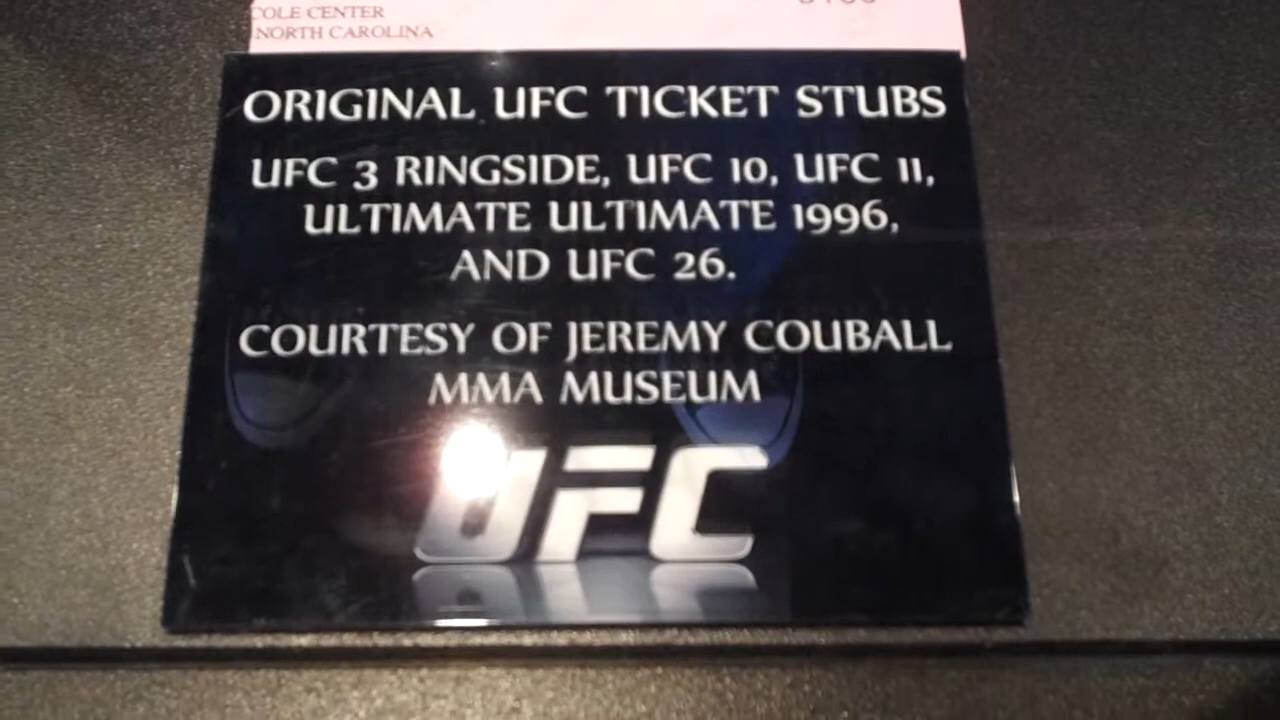 COLE CENTER
NORTH CAROLINA
ORIGINAL UFC TICKET STUBS
UFC 3 RINGSIDE, UFC 10, UFC 11,
ULTIMATE ULTIMATE 1996,
AND UFC 26.
COURTESY OF JEREMY COUBALL
MMA MUSEUM
UFC